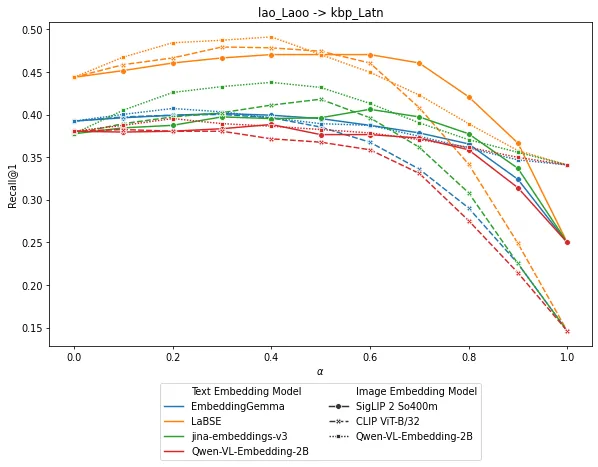 lao_Laoo -> kbp_Latn
Recall@1
0.50
0.45
0.40
0.35
0.30
0.25
0.20
0.15
0.0 0.2 0.4 0.6 0.8 1.0
α
Text Embedding Model Image Embedding Model
EmbeddingGemma SigLIP 2 So400m
LaBSE CLIP ViT-B/32
jina-embeddings-v3 Qwen-VL-Embedding-2B
Qwen-VL-Embedding-2B